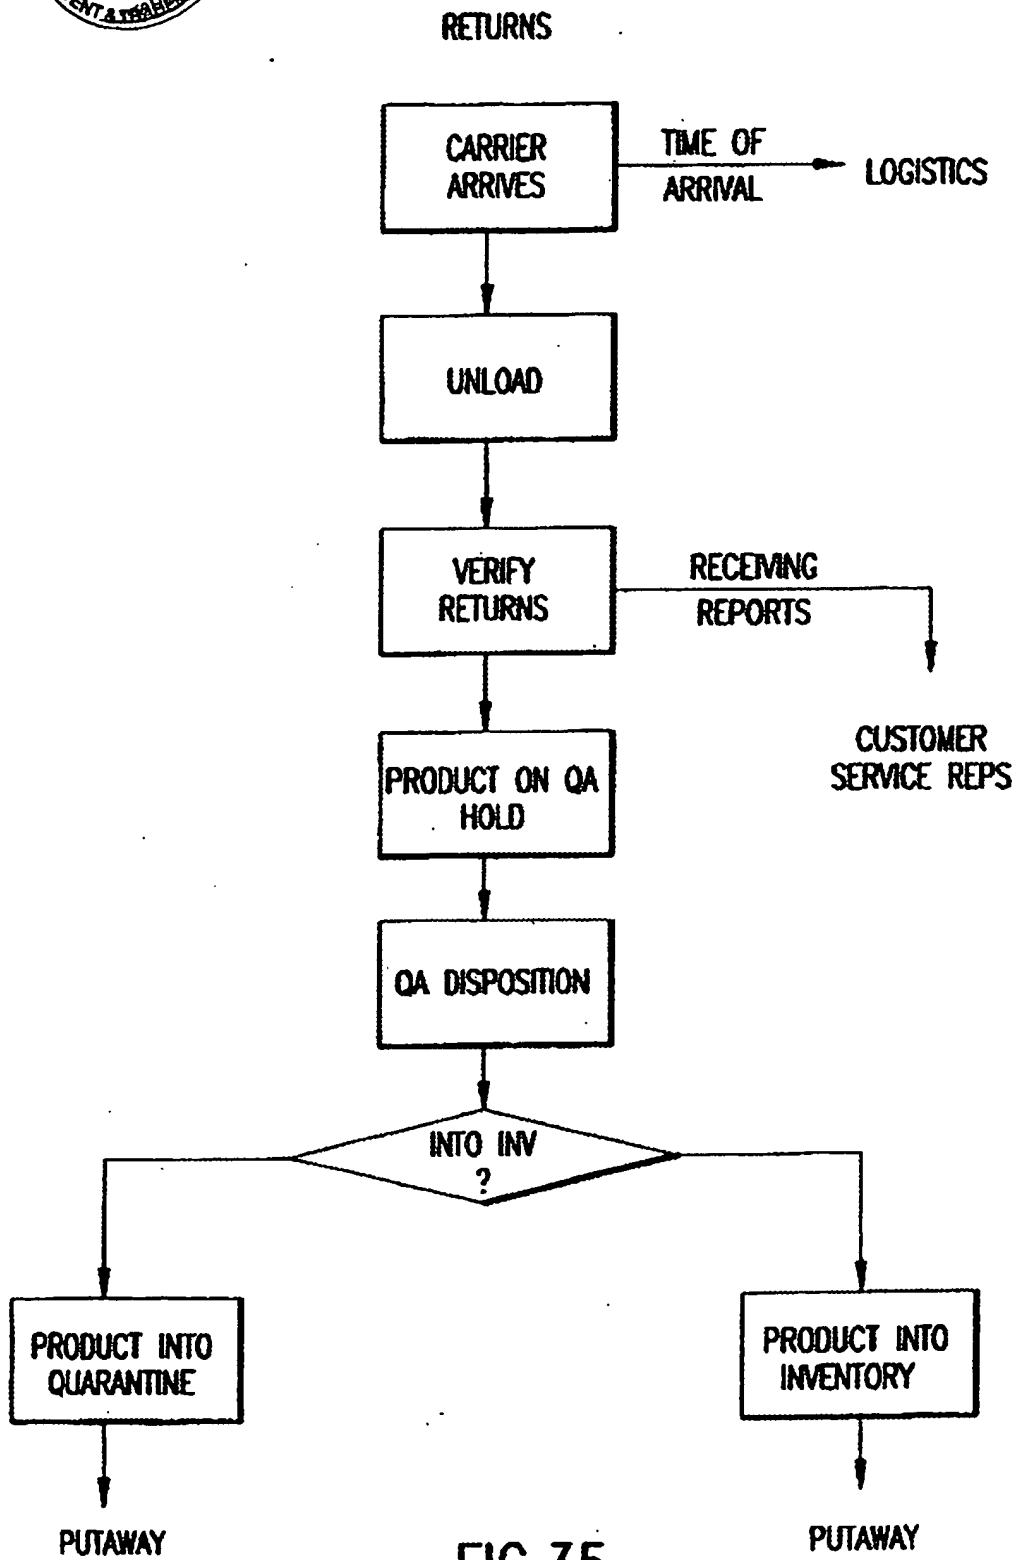 RETURNS
CARRIER
ARRIVES
TIME OF
ARRIVAL
LOGISTICS
UNLOAD
VERIFY
RETURNS
RECEIVING
REPORTS
CUSTOMER
SERVICE REPS
PRODUCT ON QA
HOLD
QA DISPOSITION
INTO INV
?
PRODUCT INTO
QUARANTINE
PRODUCT INTO
INVENTORY
PUTAWAY
PUTAWAY